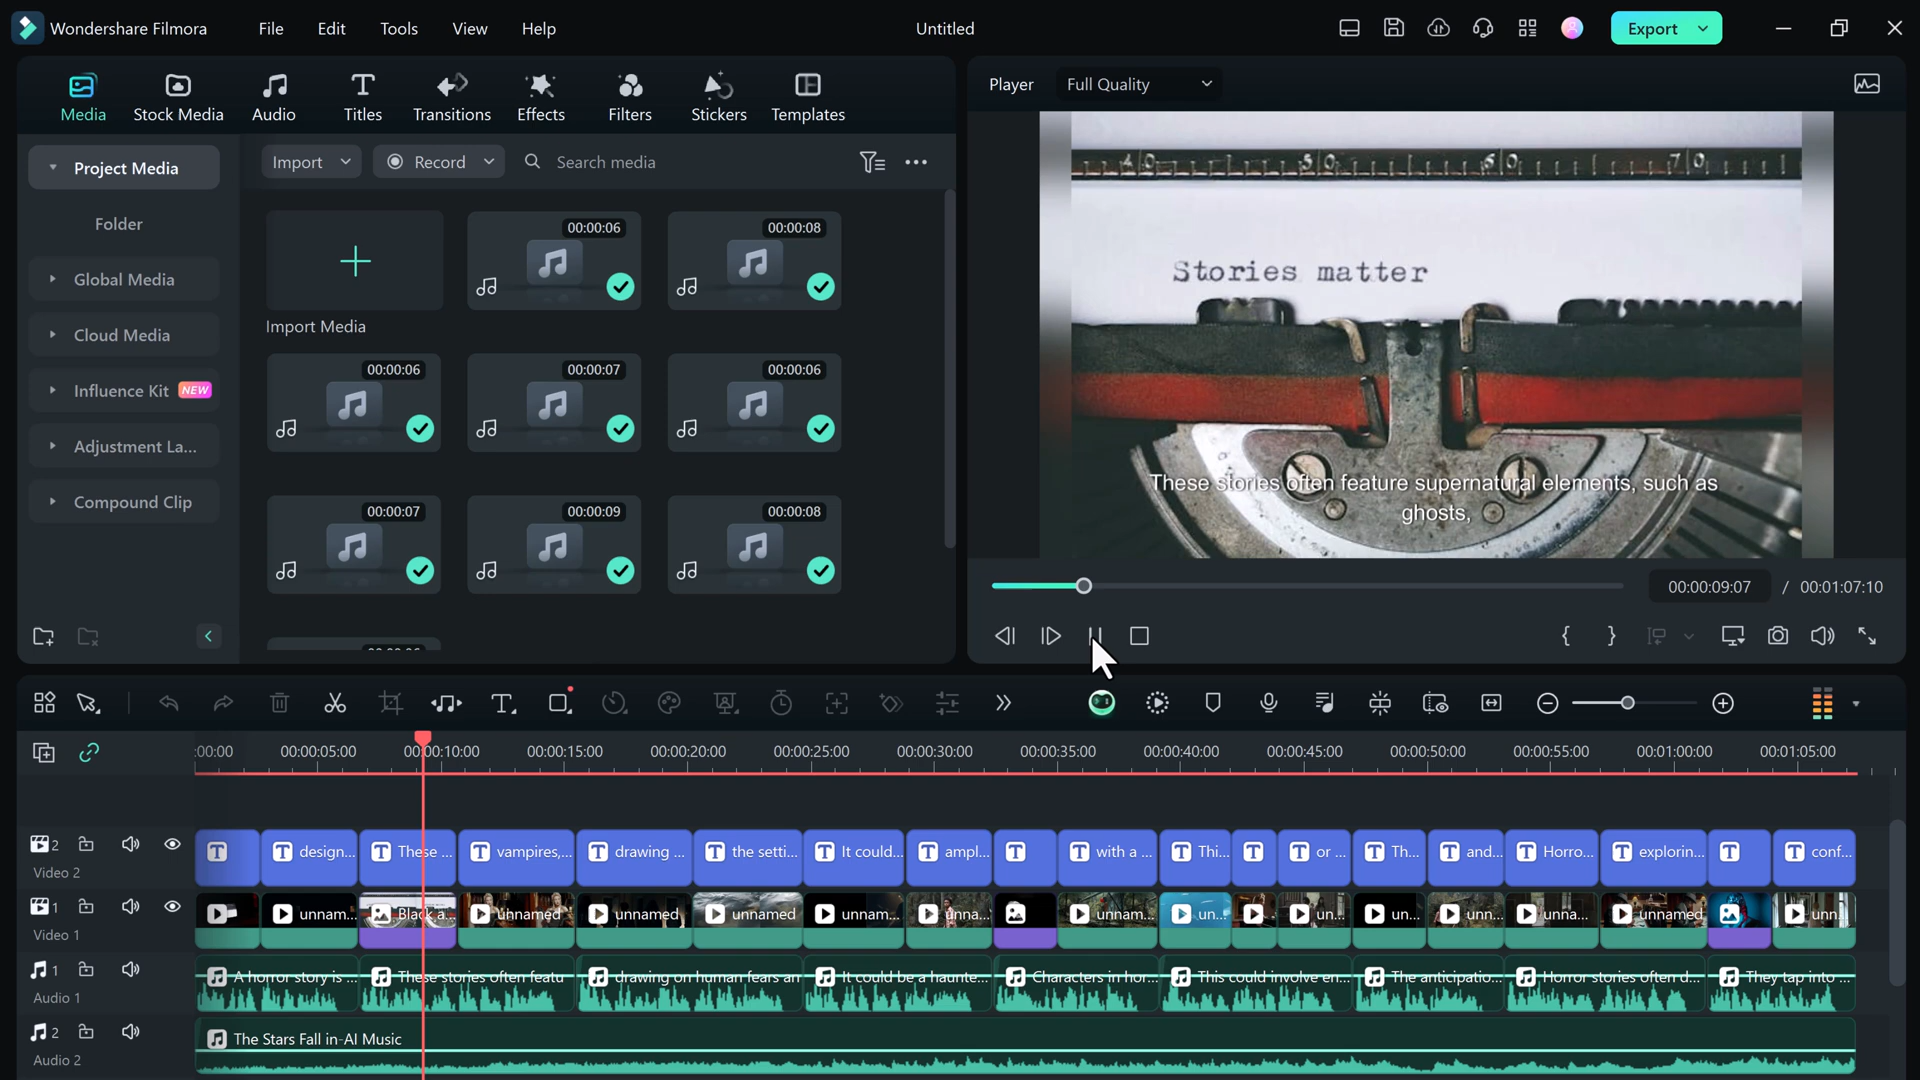 Wondershare Filmora
File
Edit
Tools
View
Help
Untitled
Export
Media
Stock Media
Audio
Titles
Transitions
Effects
Filters
Stickers
Templates
Player
Full Quality
Project Media
Folder
Global Media
Cloud Media
Influence Kit NEW
Adjustment La...
Compound Clip
Import
Record
Search media
Import Media
00:00:06
00:00:08
00:00:06
00:00:07
00:00:06
00:00:07
00:00:09
00:00:08
40 50 60 70
Stories matter
These stories often feature supernatural elements, such as
ghosts,
00:00:09:07 / 00:01:07:10
:00:00 00:00:05:00 00:00:10:00 00:00:15:00 00:00:20:00 00:00:25:00 00:00:30:00 00:00:35:00 00:00:40:00 00:00:45:00 00:00:50:00 00:00:55:00 00:01:00:00 00:01:05:00
2
Video 2
T
T design...
T These ...
T vampires,...
T drawing ...
T the setti...
T It could...
T ampl...
T
T with a ...
T Thi...
T
T or ...
T Th...
T and...
T Horro...
T explorin...
T
T conf...
1
Video 1
unnam...
Black a...
unnamed
unnamed
unnamed
unnam...
unna...
unnam...
un...
un...
un...
unn...
unna...
unnamed
unn...
1
Audio 1
A horror story is ...
These stories often featu
drawing on human fears an
It could be a haunte...
Characters in hor...
This could involve en...
The anticipatio...
Horror stories often d...
They tap into ...
2
Audio 2
The Stars Fall in-AI Music